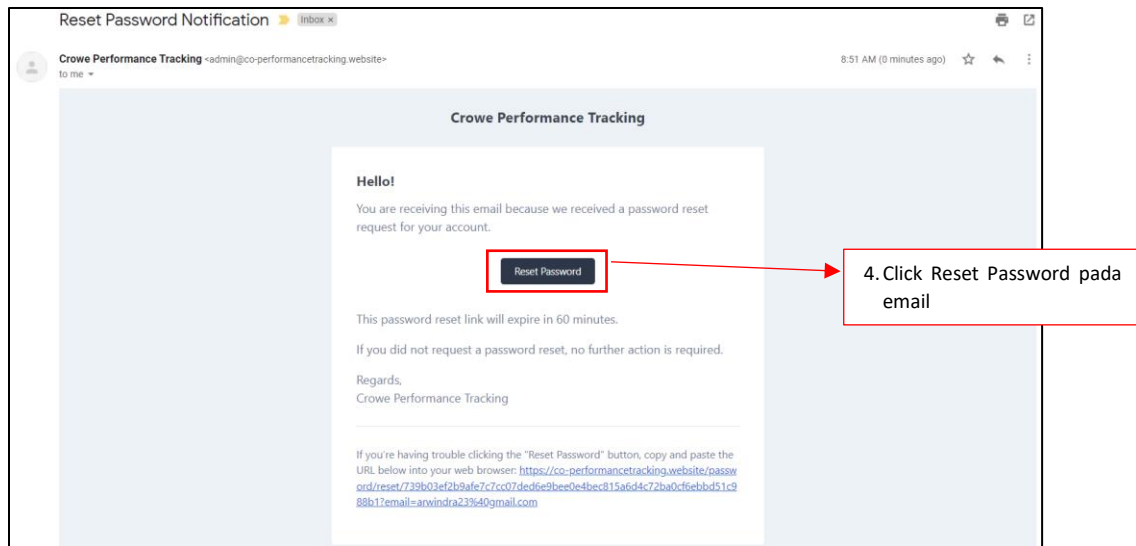 Reset Password Notification Inbox ×
Crowe Performance Tracking <admin@co-performancetracking.website>
8:51 AM (0 minutes ago)
to me
Crowe Performance Tracking
Hello!
You are receiving this email because we received a password reset
request for your account.
Reset Password
4. Click Reset Password pada
email
This password reset link will expire in 60 minutes.
If you did not request a password reset, no further action is required.
Regards,
Crowe Performance Tracking
If you're having trouble clicking the "Reset Password" button, copy and paste the
URL below into your web browser: https://co-performancetracking.website/passw
ord/reset/739b03ef2b9afe7c7cc07ded6e9bee0e4bec815a6d4c72ba0cf6ebbd51c9
88b1?email=arwindra23%40gmail.com